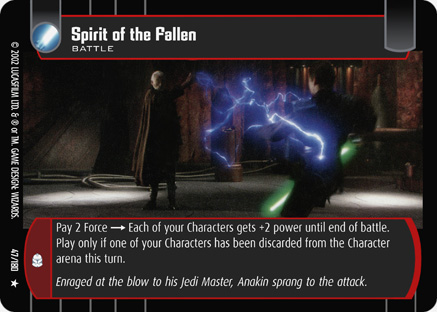 Spirit of the Fallen
BATTLE
Pay 2 Force → Each of your Characters gets +2 power until end of battle.
Play only if one of your Characters has been discarded from the Character
arena this turn.
Enraged at the blow to his Jedi Master, Anakin sprang to the attack.
© 2002 LUCASFILM LTD. & ® or TM. GAME DESIGN: WIZARDS.
47/180 ★